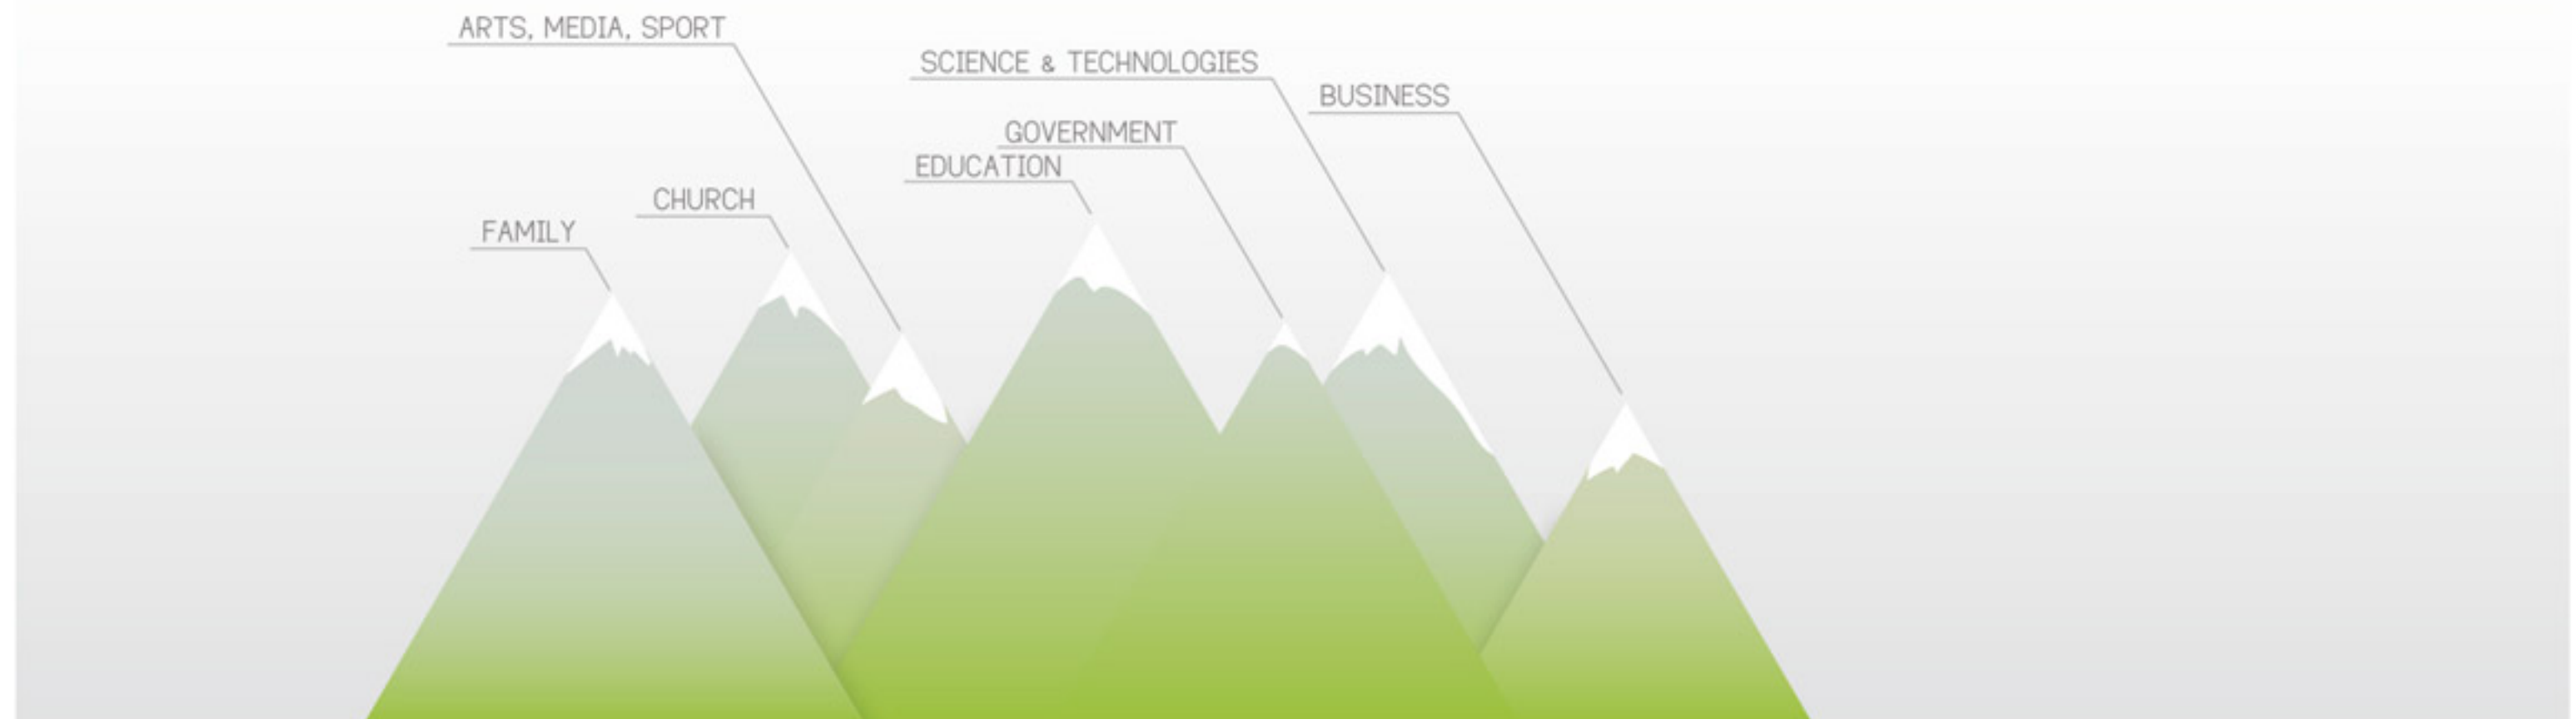 ARTS, MEDIA, SPORT
SCIENCE & TECHNOLOGIES
BUSINESS
GOVERNMENT
EDUCATION
CHURCH
FAMILY